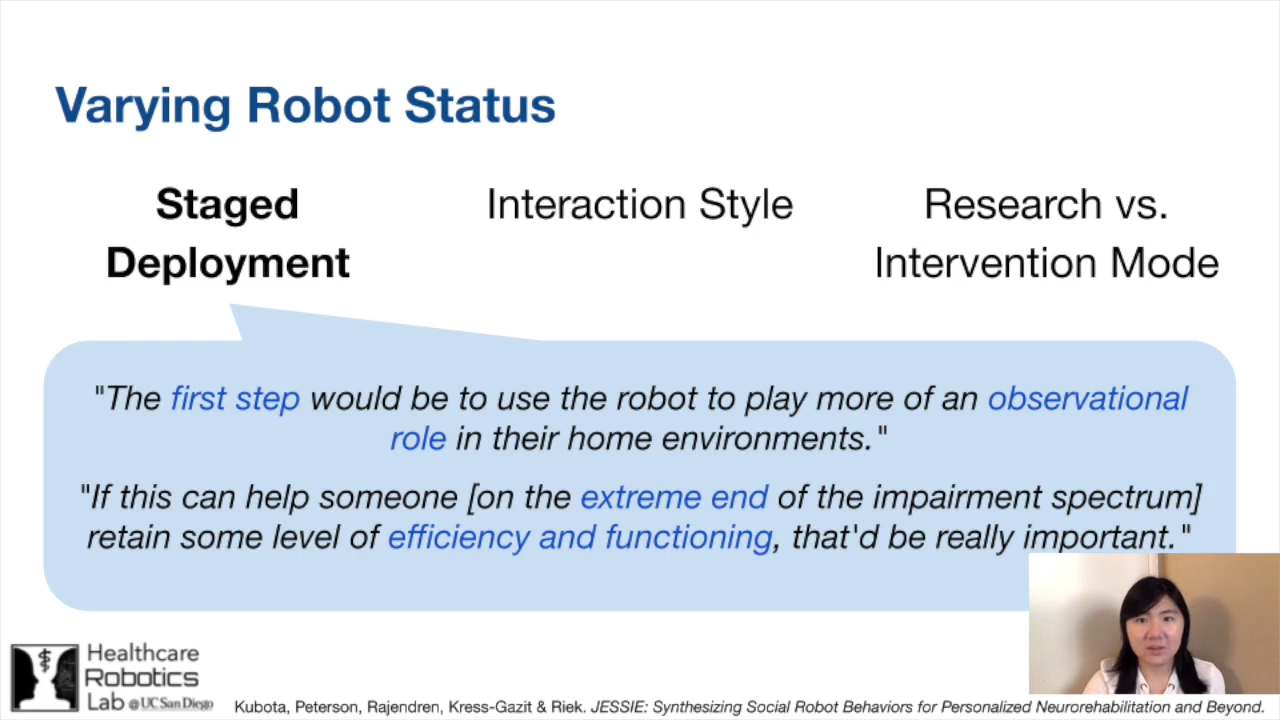 Varying Robot Status
Staged
Deployment
Interaction Style
Research vs.
Intervention Mode
"The first step would be to use the robot to play more of an observational
role in their home environments."
"If this can help someone [on the extreme end of the impairment spectrum]
retain some level of efficiency and functioning, that'd be really important."
Healthcare
Robotics
Lab @ UC San Diego
Kubota, Peterson, Rajendren, Kress-Gazit & Riek. JESSIE: Synthesizing Social Robot Behaviors for Personalized Neurorehabilitation and Beyond.